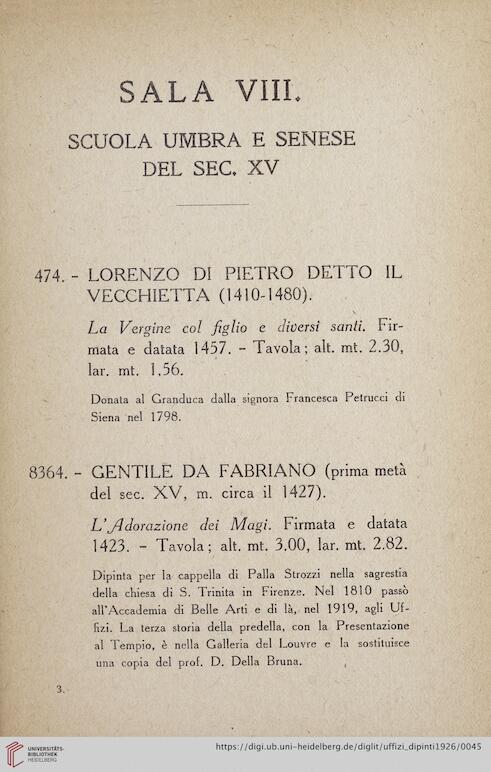 SALA VIII.
SCUOLA UMBRA E SENESE
DEL SEC. XV
474. - LORENZO DI PIETRO DETTO IL
VECCHIETTA (1410-1480).
La Vergine col figlio e diversi santi. Fir-
mata e datata 1457. - Tavola; alt. mt. 2.30,
lar. mt. 1,56.
Donata al Granduca dalla signora Francesca Petrucci di
Siena nel 1798.
8364. - GENTILE DA FABRIANO (prima metà
del sec. XV, m. circa il 1427).
L'Adorazione dei Magi. Firmata e datata
1423. - Tavola; alt. mt. 3,00, lar. mt. 2.82.
Dipinta per la cappella di Palla Strozzi nella sagrestia
della chiesa di S. Trinita in Firenze. Nel 1810 passò
all'Accademia di Belle Arti e di là, nel 1919, agli Uf-
fizi. La terza storia della predella, con la Presentazione
al Tempio, è nella Galleria del Louvre e la sostituisce
una copia del prof. D. Della Bruna.
3.
UNIVERSITÄTS-
BIBLIOTHEK
HEIDELBERG
https://digi.ub.uni-heidelberg.de/diglit/uffizi_dipinti1926/0045